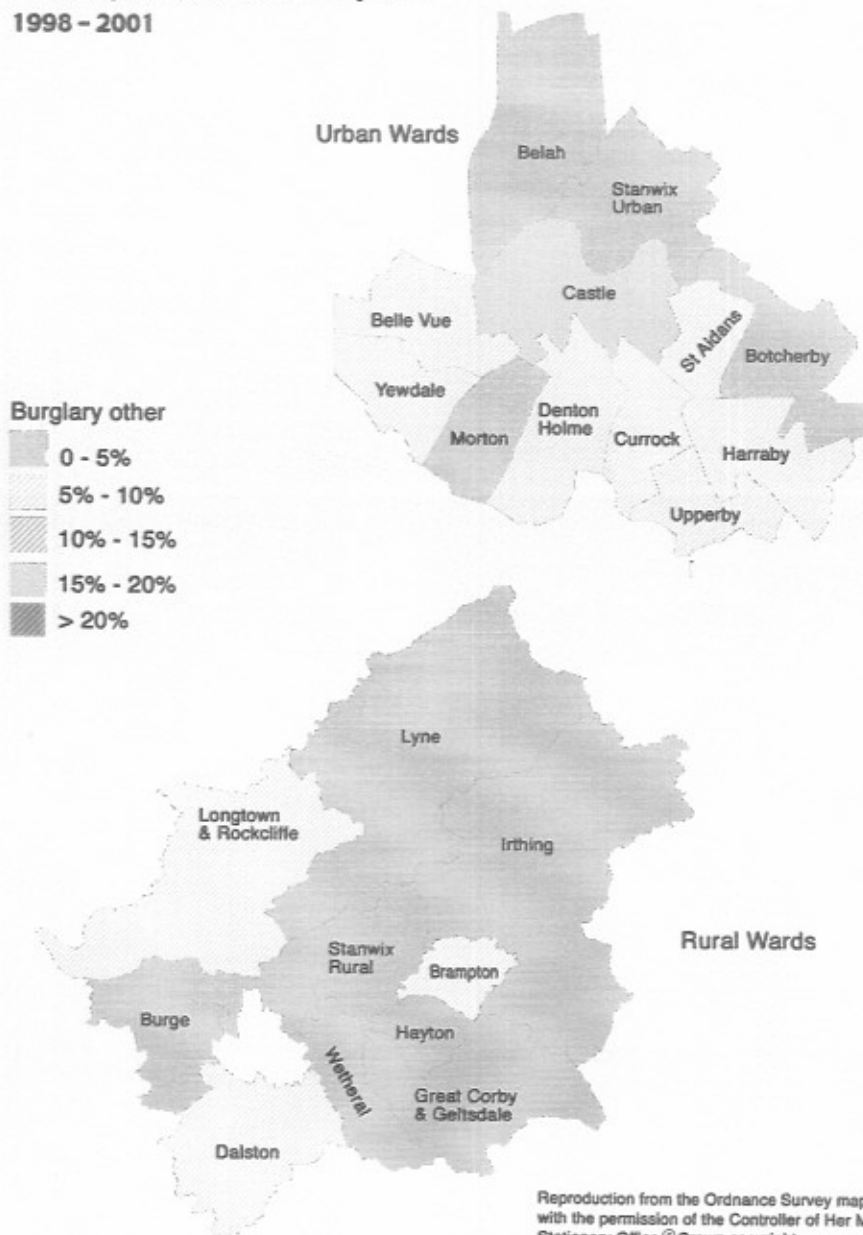 1998 – 2001
Urban Wards
Belah
Stanwix
Urban
Castle
Belle Vue
St Aidans
Botcherby
Yewdale
Morton
Denton
Holme
Currock
Harraby
Upperby
Burglary other
0 - 5%
5% - 10%
10% - 15%
15% - 20%
> 20%
Lyne
Longtown
& Rockcliffe
Irthing
Rural Wards
Stanwix
Rural
Brampton
Burge
Hayton
Wetheral
Great Corby
& Geltsdale
Dalston
Reproduction from the Ordnance Survey map
with the permission of the Controller of Her M